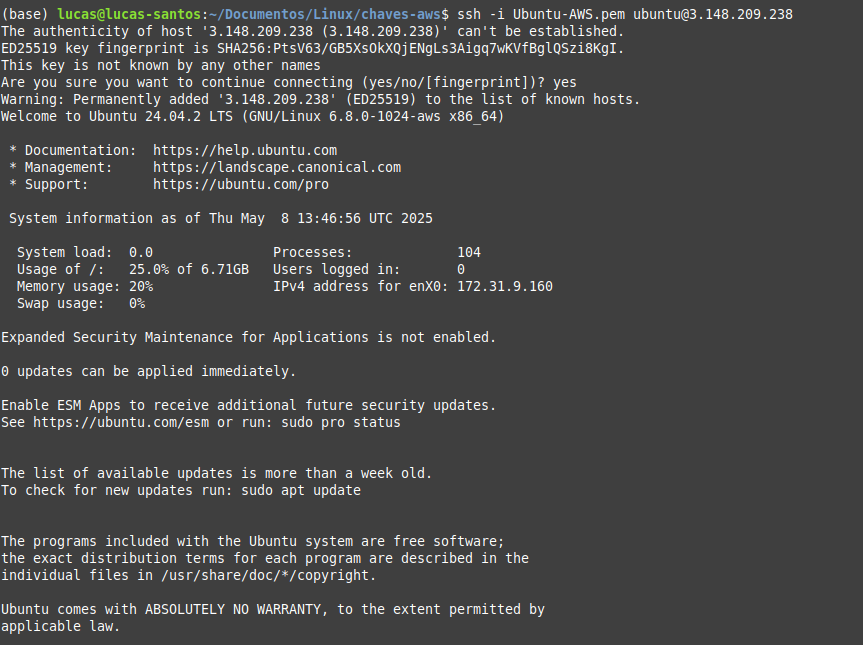 (base) lucas@lucas-santos:~/Documentos/Linux/chaves-aws$ ssh -i Ubuntu-AWS.pem ubuntu@3.148.209.238
The authenticity of host '3.148.209.238 (3.148.209.238)' can't be established.
ED25519 key fingerprint is SHA256:PtsV63/GB5XsOkXQjENgLs3Aigq7wKVfBglQSzi8KgI.
This key is not known by any other names
Are you sure you want to continue connecting (yes/no/[fingerprint])? yes
Warning: Permanently added '3.148.209.238' (ED25519) to the list of known hosts.
Welcome to Ubuntu 24.04.2 LTS (GNU/Linux 6.8.0-1024-aws x86_64)

 * Documentation:  https://help.ubuntu.com
 * Management:     https://landscape.canonical.com
 * Support:        https://ubuntu.com/pro

 System information as of Thu May  8 13:46:56 UTC 2025

  System load:  0.0               Processes:             104
  Usage of /:   25.0% of 6.71GB   Users logged in:       0
  Memory usage: 20%               IPv4 address for enX0: 172.31.9.160
  Swap usage:   0%

Expanded Security Maintenance for Applications is not enabled.

0 updates can be applied immediately.

Enable ESM Apps to receive additional future security updates.
See https://ubuntu.com/esm or run: sudo pro status


The list of available updates is more than a week old.
To check for new updates run: sudo apt update


The programs included with the Ubuntu system are free software;
the exact distribution terms for each program are described in the
individual files in /usr/share/doc/*/copyright.

Ubuntu comes with ABSOLUTELY NO WARRANTY, to the extent permitted by
applicable law.